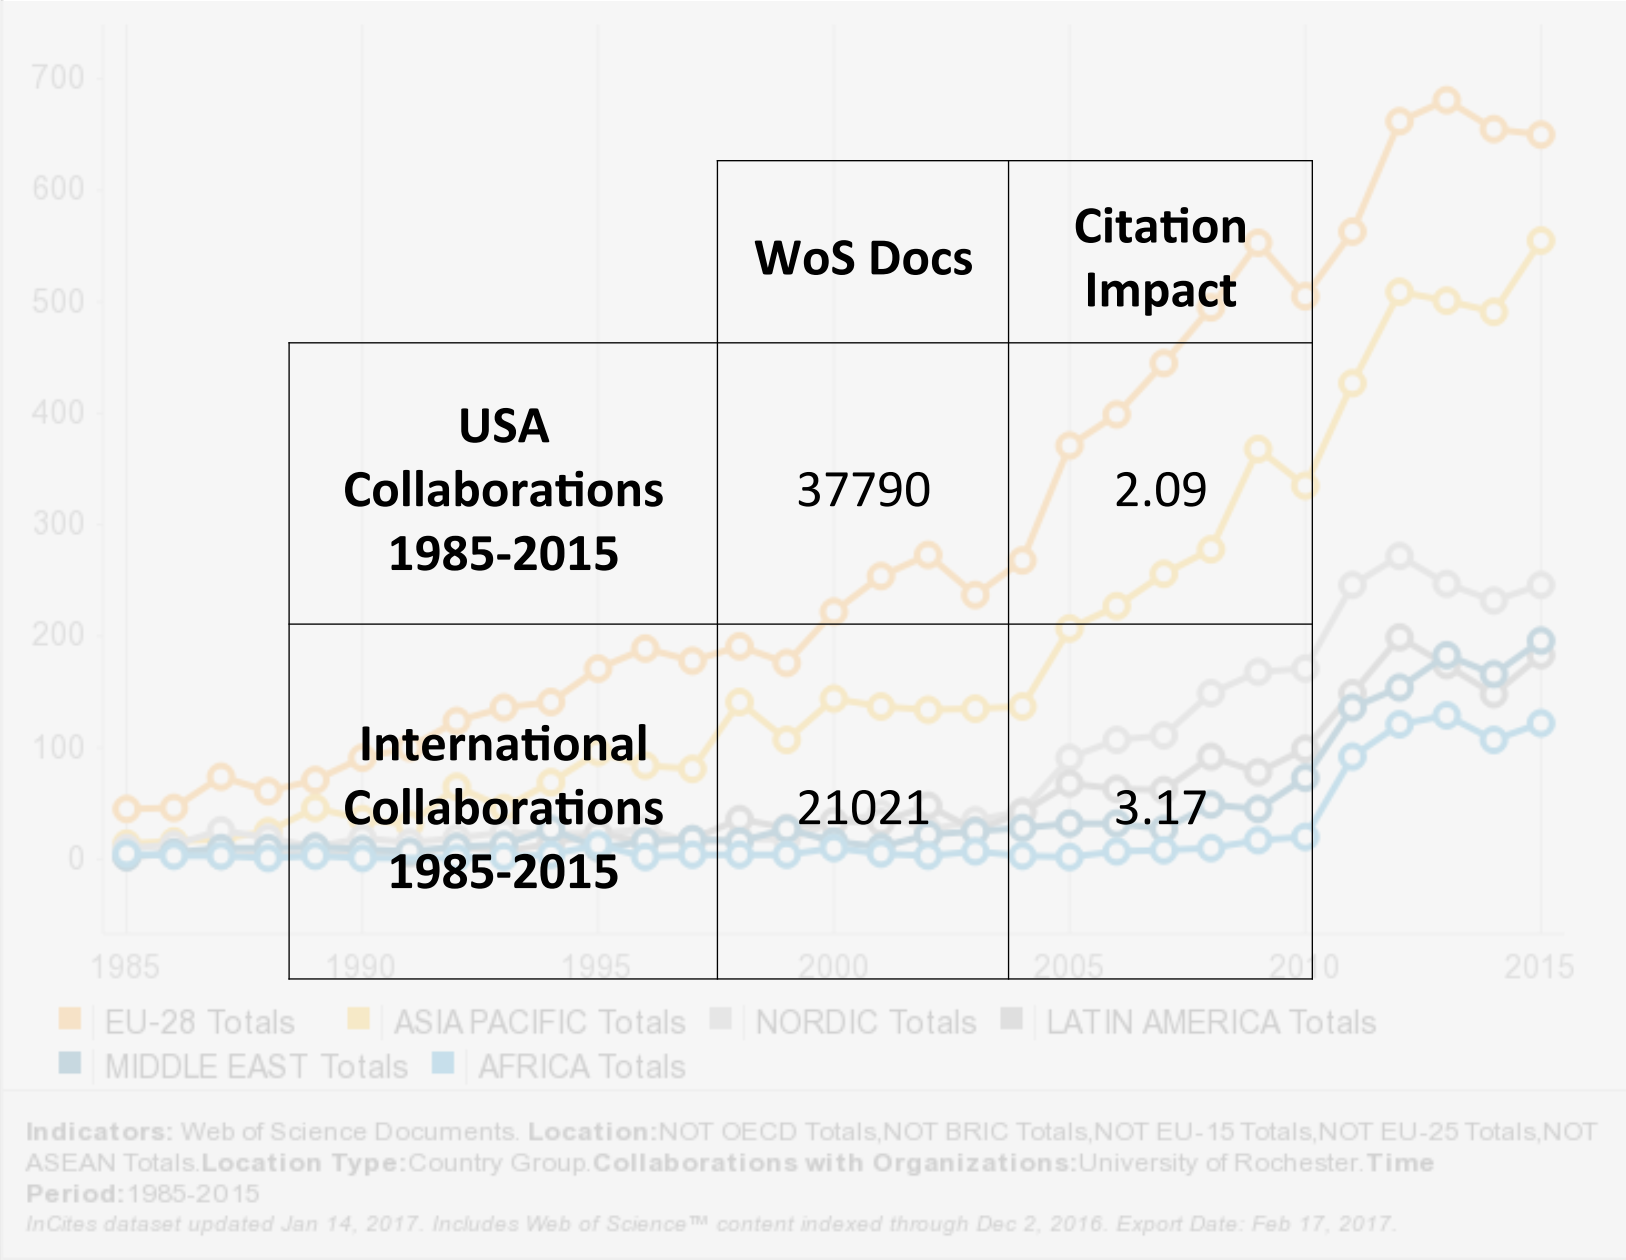 700
600
500
400
300
200
100
0
WoS Docs
Citation
Impact
USA
Collaborations
1985-2015
37790
2.09
International
Collaborations
1985-2015
21021
3.17
1985 1990 1995 2000 2005 2010 2015
EU-28 Totals ASIA PACIFIC Totals NORDIC Totals LATIN AMERICA Totals
MIDDLE EAST Totals AFRICA Totals
Indicators: Web of Science Documents. Location:NOT OECD Totals,NOT BRIC Totals,NOT EU-15 Totals,NOT EU-25 Totals,NOT
ASEAN Totals.Location Type:Country Group.Collaborations with Organizations:University of Rochester.Time
Period:1985-2015
InCites dataset updated Jan 14, 2017. Includes Web of Science™ content indexed through Dec 2, 2016. Export Date: Feb 17, 2017.